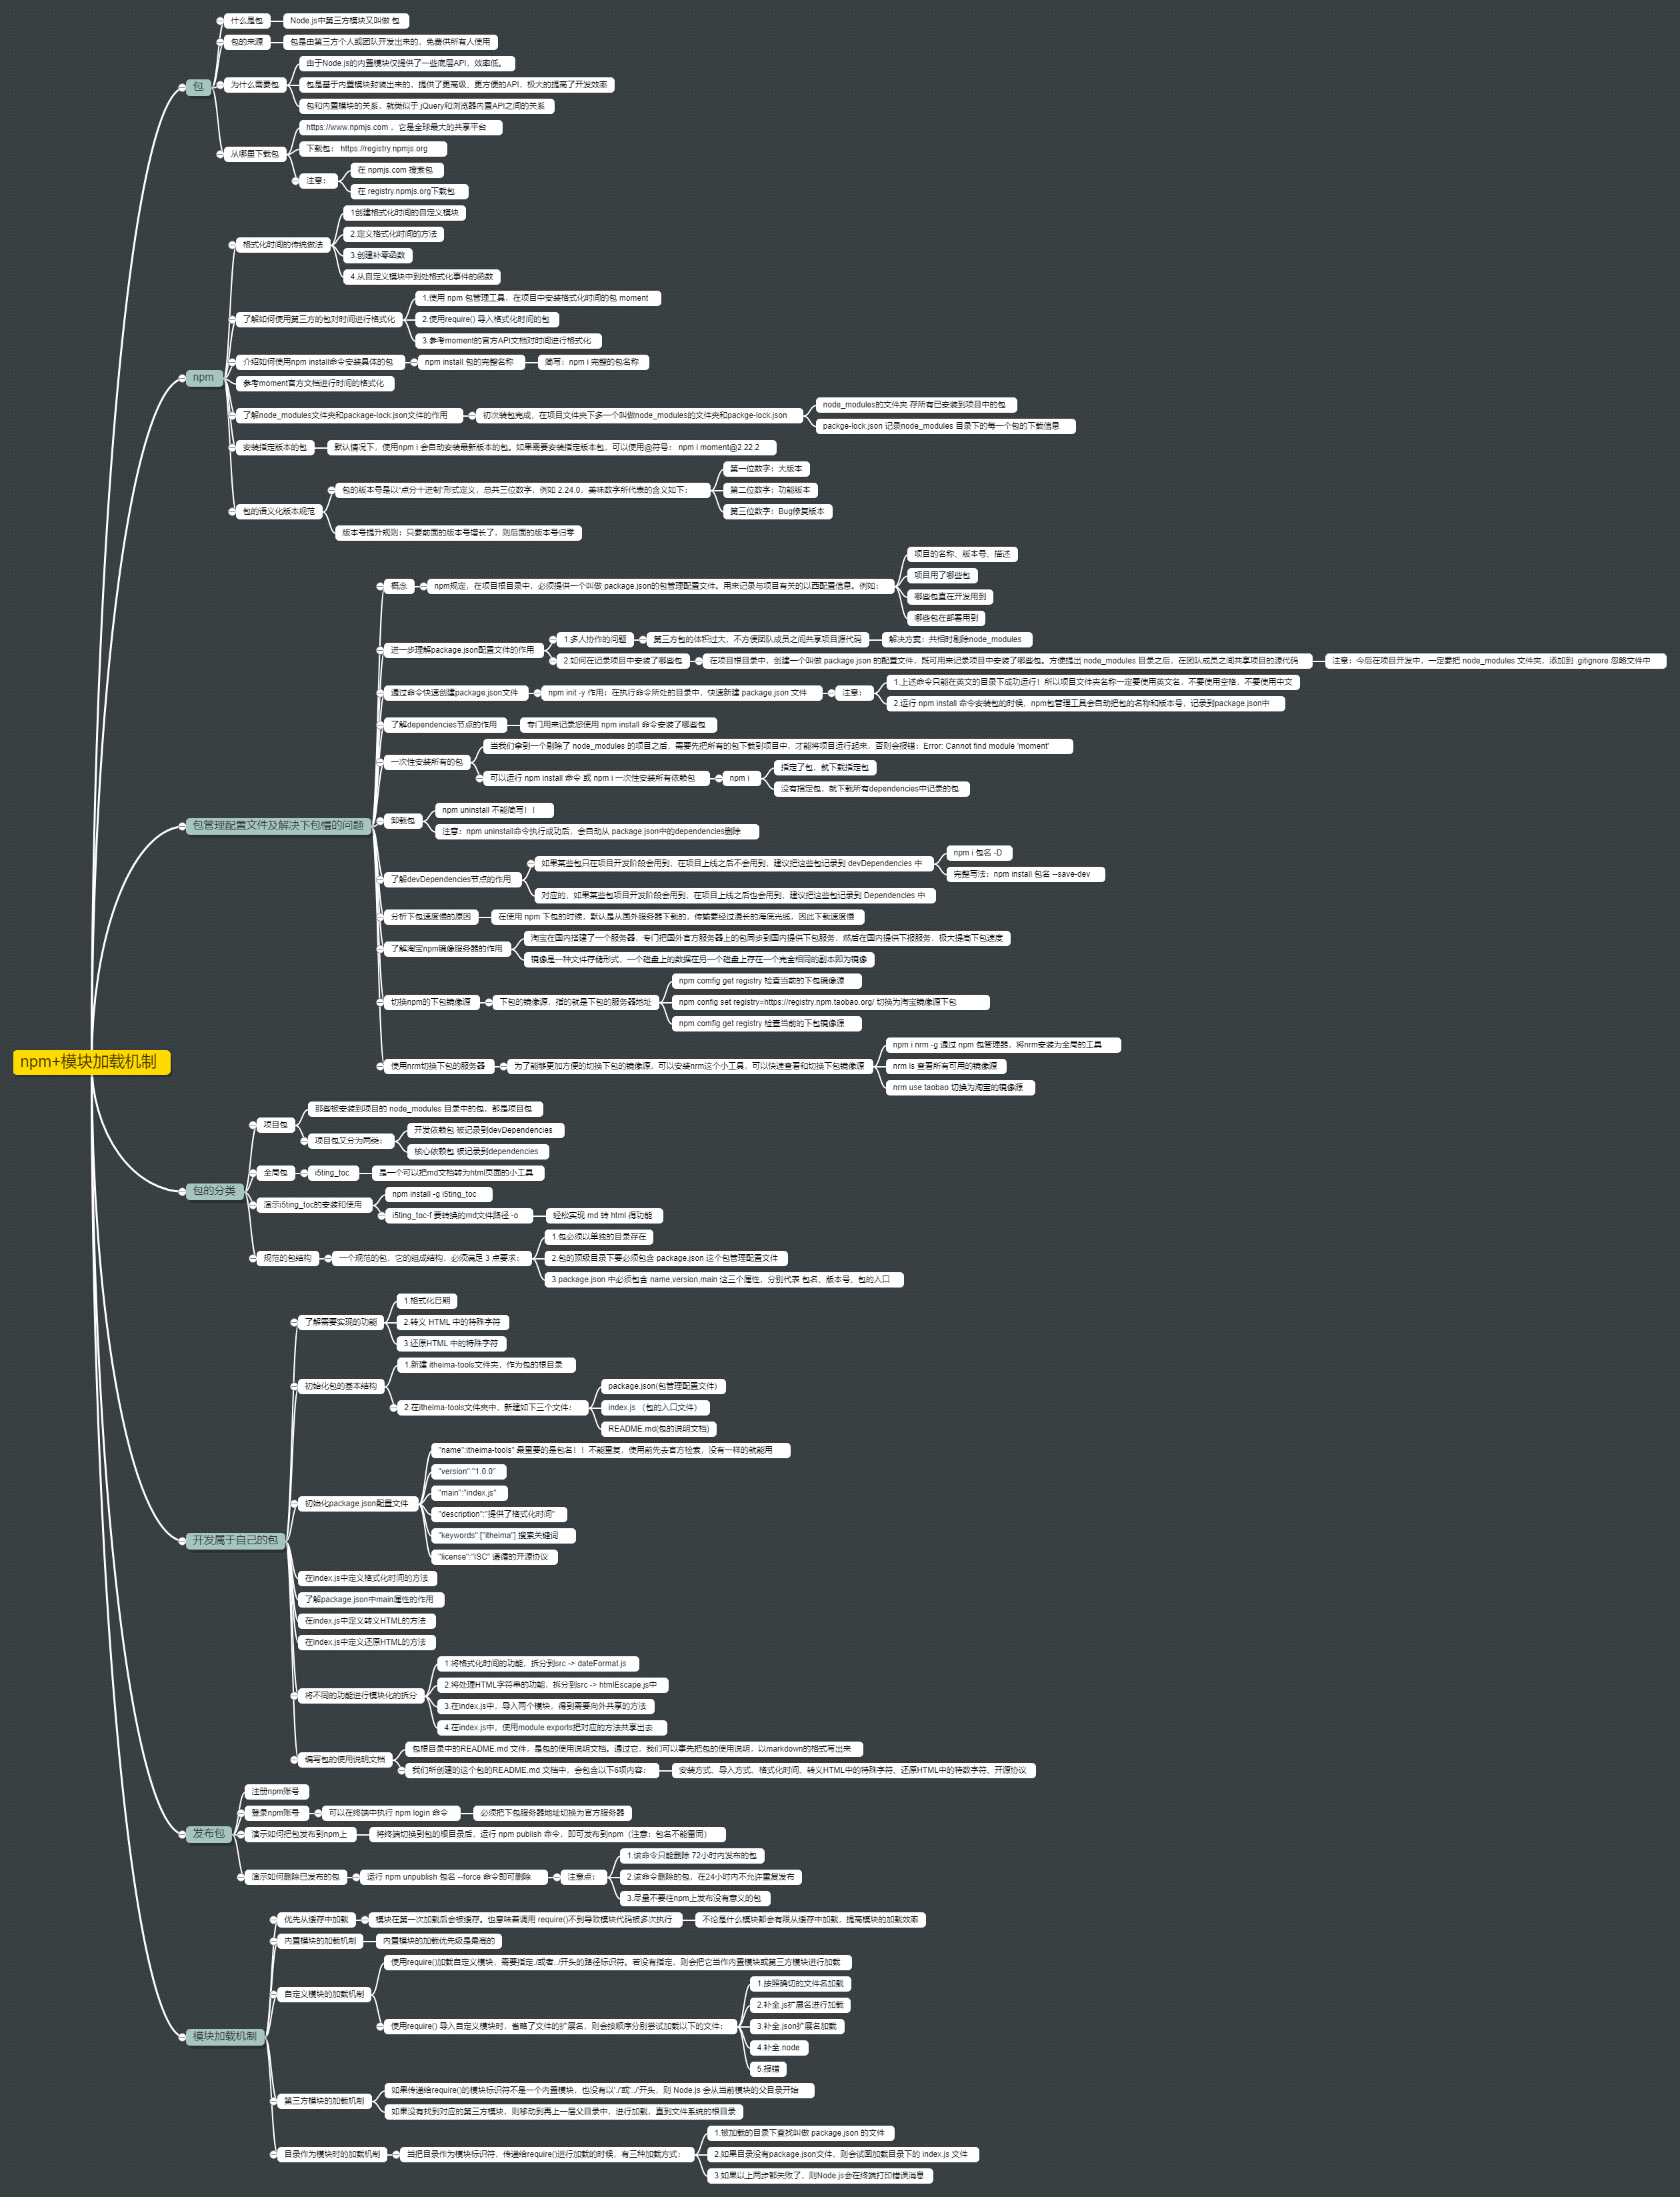 npm+模块加载机制
包
什么是包
Node.js中第三方模块又叫做 包
包的来源
包是由第三方个人或团队开发出来的，免费供所有人使用
为什么需要包
由于Node.js的内置模块仅提供了一些底层API，效率低。
包是基于内置模块封装出来的，提供了更高级、更方便的API，极大的提高了开发效率
包和内置模块的关系，就类似于 jQuery和浏览器内置API之间的关系
从哪里下载包
https://www.npmjs.com ，它是全球最大的共享平台
下载包： https://registry.npmjs.org
注意：
在 npmjs.com 搜索包
在 registry.npmjs.org下载包
npm
格式化时间的传统做法
1创建格式化时间的自定义模块
2.定义格式化时间的方法
3.创建补零函数
4.从自定义模块中到处格式化事件的函数
了解如何使用第三方的包对时间进行格式化
1.使用 npm 包管理工具，在项目中安装格式化时间的包 moment
2.使用require() 导入格式化时间的包
3.参考moment的官方API文档对时间进行格式化
介绍如何使用npm install命令安装具体的包
npm install 包的完整名称
简写：npm i 完整的包名称
参考moment官方文档进行时间的格式化
了解node_modules文件夹和package-lock.json文件的作用
初次装包完成，在项目文件夹下多一个叫做node_modules的文件夹和packge-lock.json
node_modules的文件夹 存所有已安装到项目中的包
packge-lock.json 记录node_modules 目录下的每一个包的下载信息
安装指定版本的包
默认情况下，使用npm i 会自动安装最新版本的包。如果需要安装指定版本包，可以使用@符号： npm i moment@2.22.2
包的语义化版本规范
包的版本号是以“点分十进制”形式定义，总共三位数字，例如 2.24.0，美味数字所代表的含义如下：
第一位数字：大版本
第二位数字：功能版本
第三位数字：Bug修复版本
版本号提升规则：只要前面的版本号增长了，则后面的版本号归零
包管理配置文件及解决下包慢的问题
概念
npm规定，在项目根目录中，必须提供一个叫做 package.json的包管理配置文件。用来记录与项目有关的以西配置信息。例如：
项目的名称、版本号、描述
项目用了哪些包
哪些包直在开发用到
哪些包在部署用到
进一步理解package.json配置文件的作用
1.多人协作的问题
第三方包的体积过大，不方便团队成员之间共享项目源代码
解决方案：共相时剔除node_modules
2.如何在记录项目中安装了哪些包
在项目根目录中，创建一个叫做 package.json 的配置文件，既可用来记录项目中安装了哪些包。方便提出 node_modules 目录之后，在团队成员之间共享项目的源代码
注意：今后在项目开发中，一定要把 node_modules 文件夹，添加到 .gitignore 忽略文件中
通过命令快速创建package.json文件
npm init -y 作用：在执行命令所处的目录中，快速新建 package.json 文件
注意：
1.上述命令只能在英文的目录下成功运行！所以项目文件夹名称一定要使用英文名，不要使用空格，不要使用中文
2.运行 npm install 命令安装包的时候，npm包管理工具会自动把包的名称和版本号，记录到package.json中
了解dependencies节点的作用
专门用来记录您使用 npm install 命令安装了哪些包
一次性安装所有的包
当我们拿到一个剔除了 node_modules 的项目之后，需要先把所有的包下载到项目中，才能将项目运行起来，否则会报错：Error: Cannot find module 'moment'
可以运行 npm install 命令 或 npm i 一次性安装所有依赖包
npm i
指定了包，就下载指定包
没有指定包，就下载所有dependencies中记录的包
卸载包
npm uninstall 不能简写！！
注意：npm uninstall命令执行成功后，会自动从 package.json中的dependencies删除
了解devDependencies节点的作用
如果某些包只在项目开发阶段会用到，在项目上线之后不会用到，建议把这些包记录到 devDependencies 中
npm i 包名 -D
完整写法：npm install 包名 --save-dev
对应的，如果某些包项目开发阶段会用到，在项目上线之后也会用到，建议把这些包记录到 Dependencies 中
分析下包速度慢的原因
在使用 npm 下包的时候，默认是从国外服务器下载的，传输要经过漫长的海底光缆，因此下载速度慢
了解淘宝npm镜像服务器的作用
淘宝在国内搭建了一个服务器，专门把国外官方服务器上的包同步到国内提供下包服务，然后在国内提供下报服务，极大提高下包速度
镜像是一种文件存储形式，一个磁盘上的数据在另一个磁盘上存在一个完全相同的副本即为镜像
切换npm的下包镜像源
下包的镜像源，指的就是下包的服务器地址
npm comfig get registry 检查当前的下包镜像源
npm config set registry=https://registry.npm.taobao.org/ 切换为淘宝镜像源下包
npm comfig get registry 检查当前的下包镜像源
使用nrm切换下包的服务器
为了能够更加方便的切换下包的镜像源，可以安装nrm这个小工具，可以快速查看和切换下包镜像源
npm i nrm -g 通过 npm 包管理器，将nrm安装为全局的工具
nrm ls 查看所有可用的镜像源
nrm use taobao 切换为淘宝的镜像源
包的分类
项目包
那些被安装到项目的 node_modules 目录中的包，都是项目包
项目包又分为两类：
开发依赖包 被记录到devDependencies
核心依赖包 被记录到dependencies
全局包
i5ting_toc
是一个可以把md文档转为html页面的小工具
演示i5ting_toc的安装和使用
npm install -g i5ting_toc
i5ting_toc-f 要转换的md文件路径 -o
轻松实现 md 转 html 得功能
规范的包结构
一个规范的包，它的组成结构，必须满足 3 点要求：
1.包必须以单独的目录存在
2.包的顶级目录下要必须包含 package.json 这个包管理配置文件
3.package.json 中必须包含 name,version,main 这三个属性，分别代表 包名、版本号、包的入口
开发属于自己的包
了解需要实现的功能
1.格式化日期
2.转义 HTML 中的特殊字符
3.还原HTML 中的特殊字符
初始化包的基本结构
1.新建 itheima-tools文件夹，作为包的根目录
2.在itheima-tools文件夹中，新建如下三个文件：
package.json(包管理配置文件)
index.js （包的入口文件）
README.md(包的说明文档)
初始化package.json配置文件
"name":itheima-tools" 最重要的是包名！！不能重复，使用前先去官方检索，没有一样的就能用
"version":"1.0.0"
"main":"index.js"
"description":"提供了格式化时间"
"keywords":["itheima"] 搜索关键词
"license":"ISC" 遵循的开源协议
在index.js中定义格式化时间的方法
了解package.json中main属性的作用
在index.js中定义转义HTML的方法
在index.js中定义还原HTML的方法
将不同的功能进行模块化的拆分
1.将格式化时间的功能，拆分到src -> dateFormat.js
2.将处理HTML字符串的功能，拆分到src -> htmlEscape.js中
3.在index.js中，导入两个模块，得到需要向外共享的方法
4.在index.js中，使用module.exports把对应的方法共享出去
编写包的使用说明文档
包根目录中的README.md 文件，是包的使用说明文档。通过它，我们可以事先把包的使用说明，以markdown的格式写出来
我们所创建的这个包的README.md 文档中，会包含以下6项内容：
安装方式、导入方式、格式化时间、转义HTML中的特殊字符、还原HTML中的特数字符、开源协议
发布包
注册npm账号
登录npm账号
可以在终端中执行 npm login 命令
必须把下包服务器地址切换为官方服务器
演示如何把包发布到npm上
将终端切换到包的根目录后，运行 npm publish 命令，即可发布到npm（注意：包名不能雷同）
演示如何删除已发布的包
运行 npm unpublish 包名 --force 命令即可删除
注意点：
1.该命令只能删除 72小时内发布的包
2.该命令删除的包，在24小时内不允许重复发布
3.尽量不要往npm上发布没有意义的包
模块加载机制
优先从缓存中加载
模块在第一次加载后会被缓存。也意味着调用 require()不到导致模块代码被多次执行
不论是什么模块都会有限从缓存中加载，提高模块的加载效率
内置模块的加载机制
内置模块的加载优先级是最高的
自定义模块的加载机制
使用require()加载自定义模块，需要指定./或者../开头的路径标识符。若没有指定，则会把它当作内置模块或第三方模块进行加载
使用require() 导入自定义模块时，省略了文件的扩展名，则会按顺序分别尝试加载以下的文件：
1.按照确切的文件名加载
2.补全.js扩展名进行加载
3.补全.json扩展名加载
4.补全.node
5.报错
第三方模块的加载机制
如果传递给require()的模块标识符不是一个内置模块，也没有以'./'或'../'开头，则 Node.js 会从当前模块的父目录开始
如果没有找到对应的第三方模块，则移动到再上一层父目录中，进行加载，直到文件系统的根目录
目录作为模块时的加载机制
当把目录作为模块标识符，传递给require()进行加载的时候，有三种加载方式：
1.被加载的目录下查找叫做 package.json 的文件
2.如果目录没有package.json文件，则会试图加载目录下的 index.js 文件
3.如果以上两步都失败了，则Node.js会在终端打印错误消息